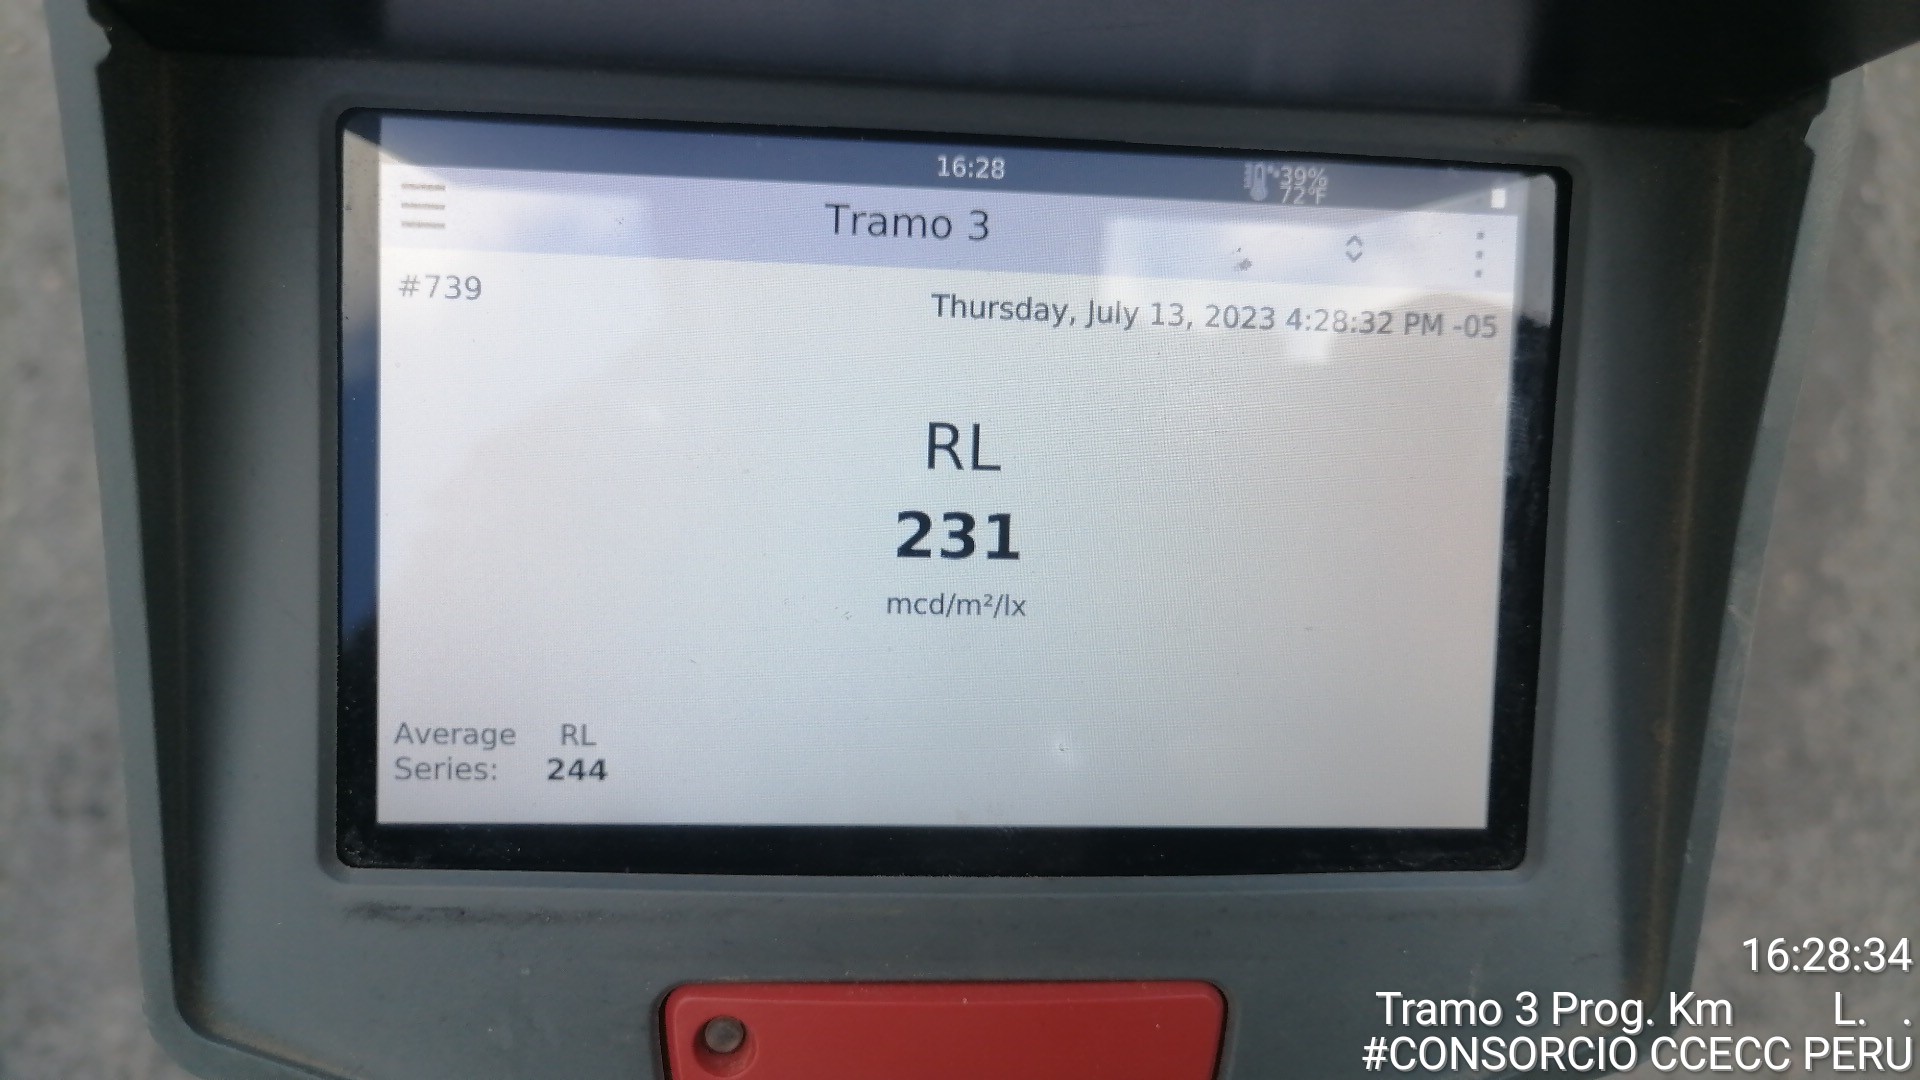 16:28
39%
72°F
Tramo 3
#739
Thursday, July 13, 2023 4:28:32 PM -05
RL
231
mcd/m²/lx
Average RL
Series: 244
16:28:34
Tramo 3 Prog. Km L. .
#CONSORCIO CCECC PERU